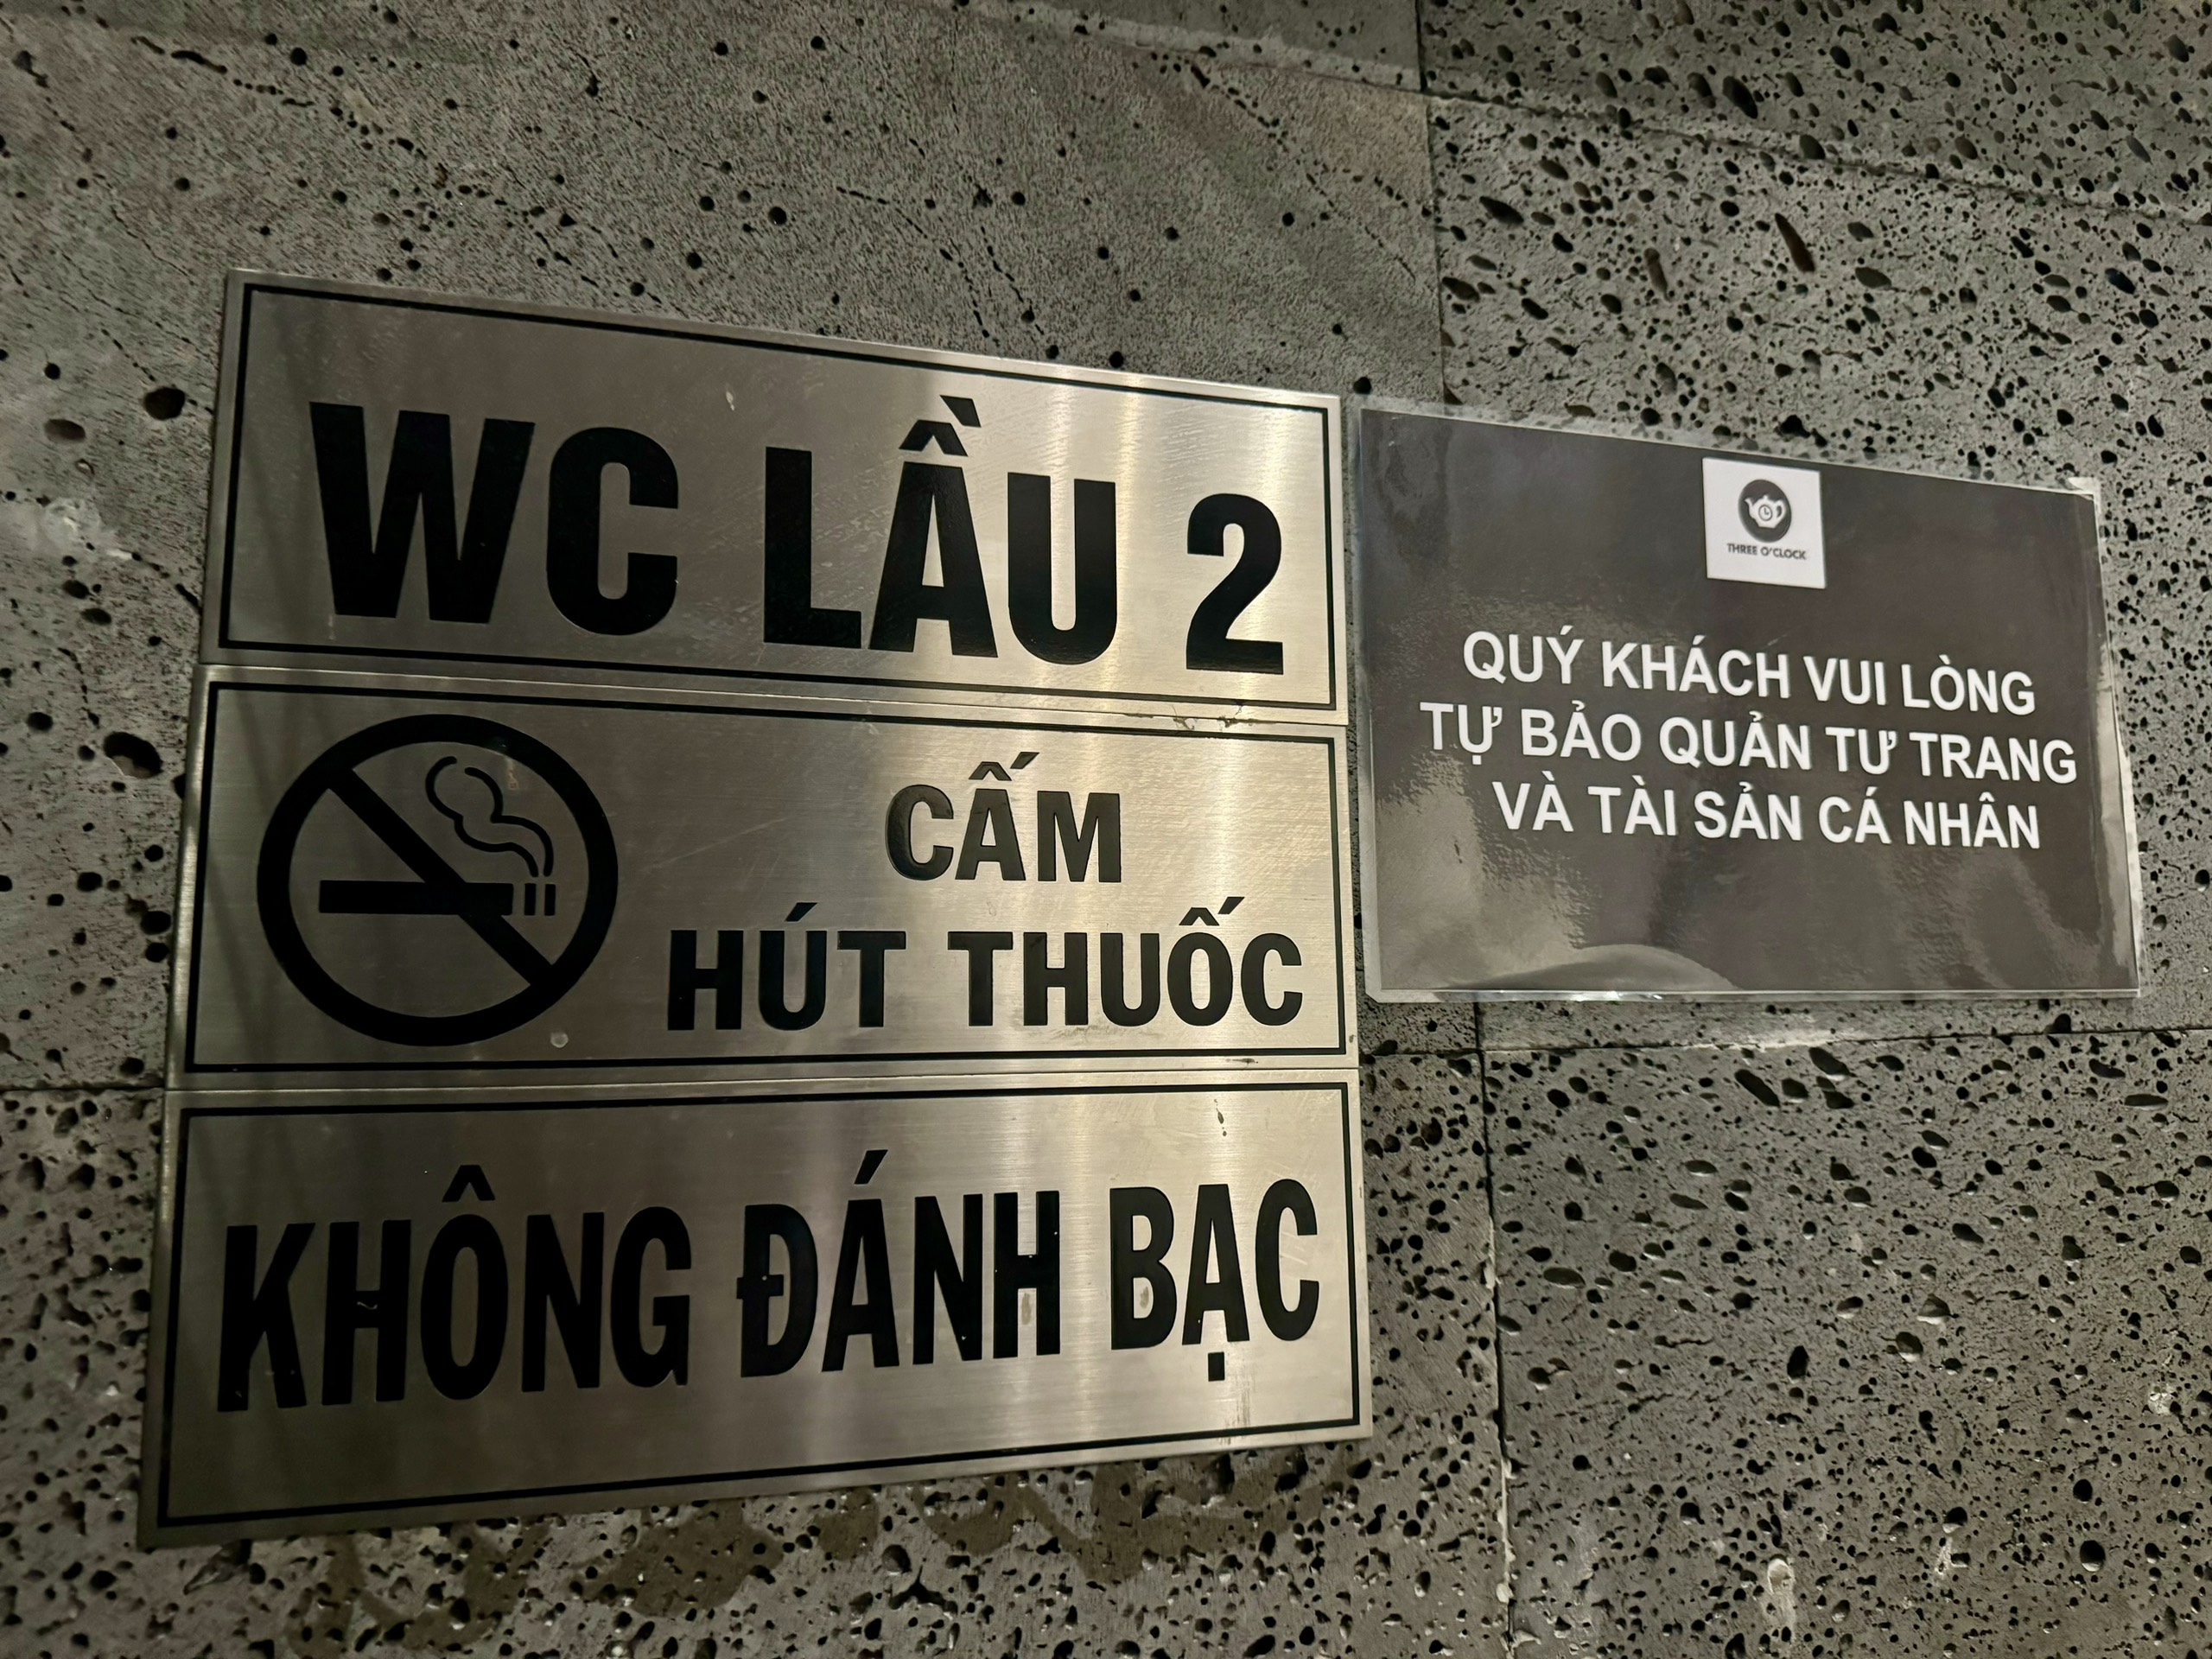 WC LẦU 2
CẤM
HÚT THUỐC
KHÔNG ĐÁNH BẠC
THREE O'CLOCK
QUÝ KHÁCH VUI LÒNG
TỰ BẢO QUẢN TƯ TRANG
VÀ TÀI SẢN CÁ NHÂN